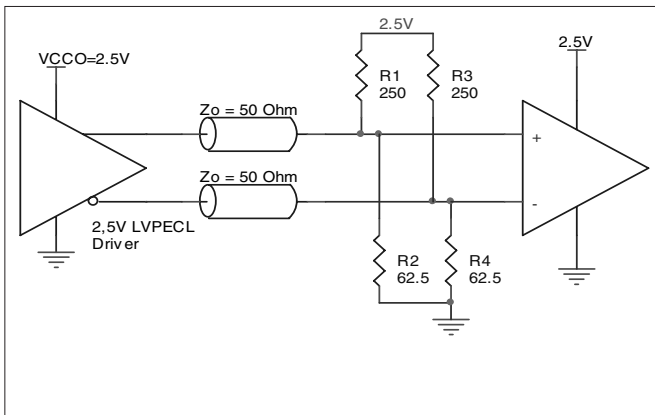 2.5V
VCCO=2.5V
2.5V
R1
250
R3
250
Zo = 50 Ohm
+
Zo = 50 Ohm
-
2,5V LVPECL
Driver
R2
62.5
R4
62.5